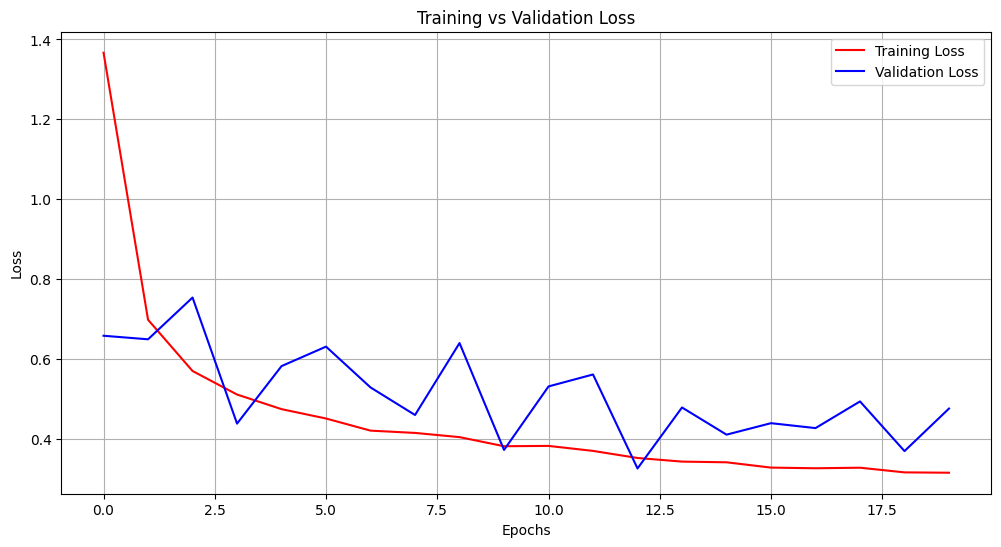 Training vs Validation Loss
1.4
Training Loss
Validation Loss
1.2
1.0
Loss
0.8
0.6
0.4
0.0 2.5 5.0 7.5 10.0 12.5 15.0 17.5
Epochs